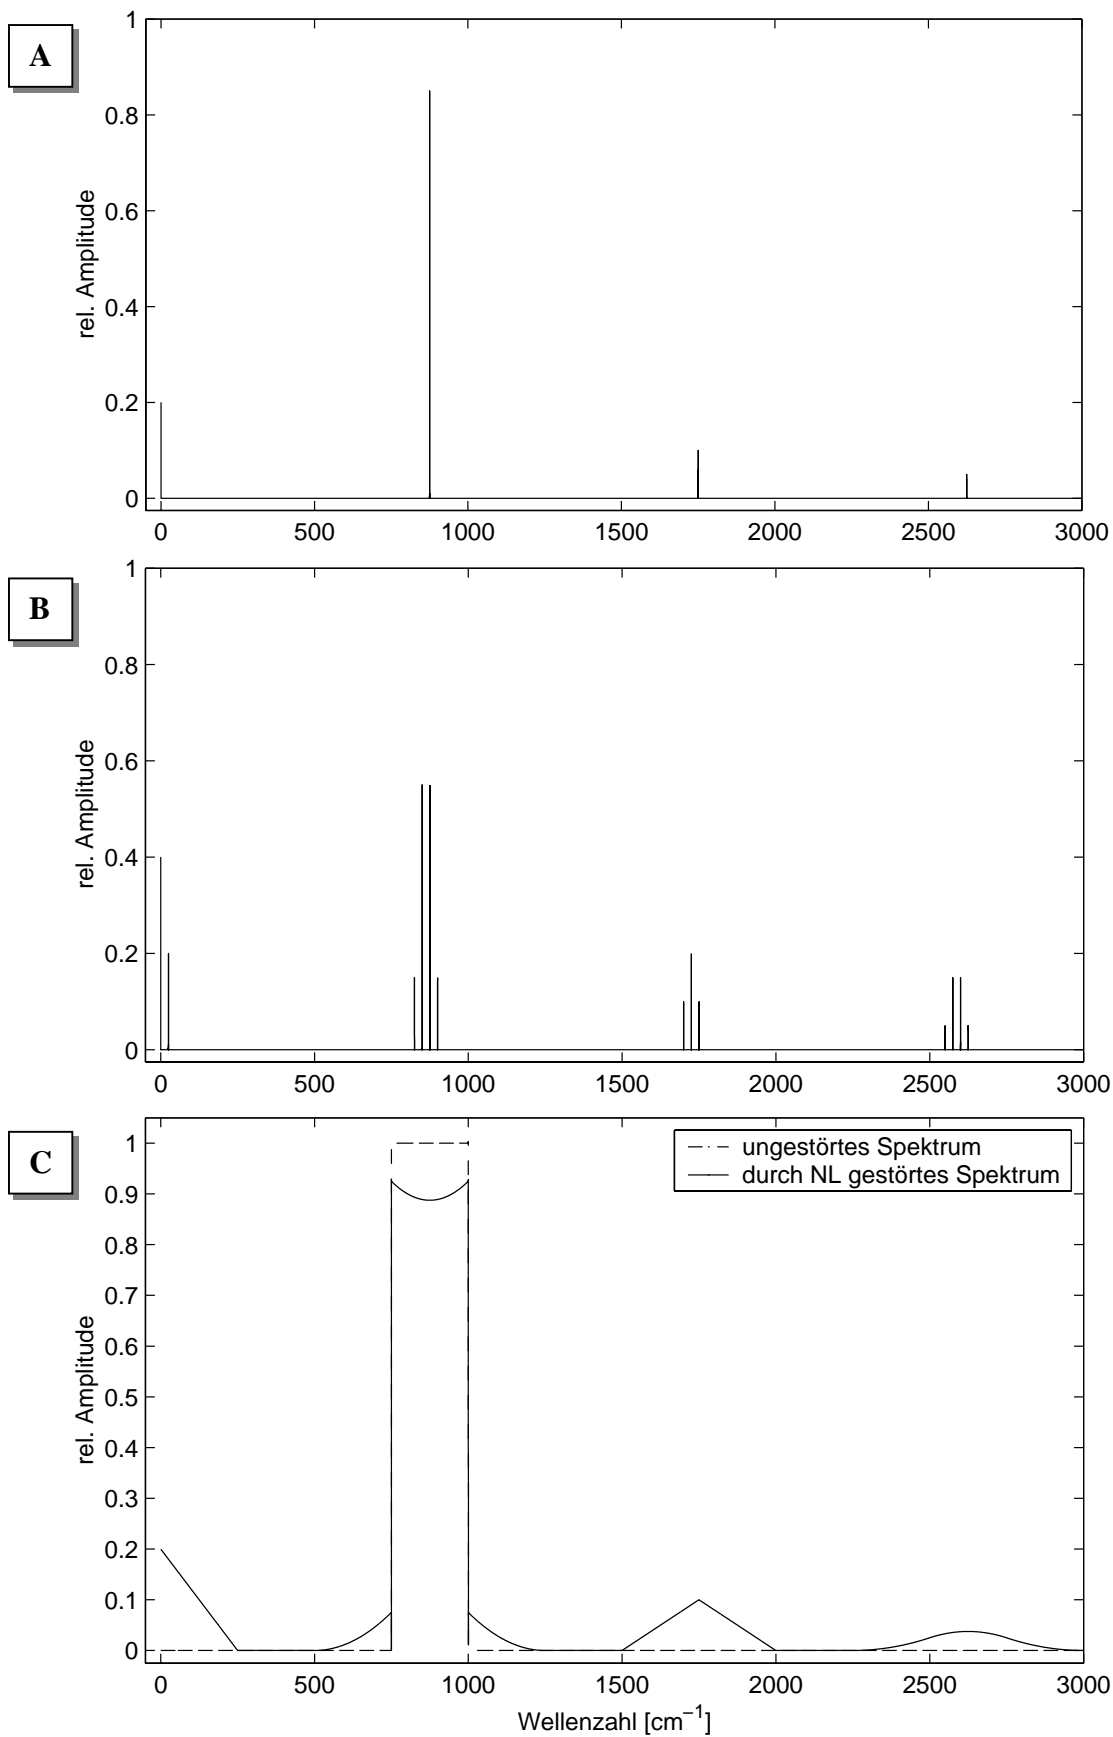 A
1
0.8
0.6
0.4
0.2
0
rel. Amplitude
0 500 1000 1500 2000 2500 3000
B
1
0.8
0.6
0.4
0.2
0
rel. Amplitude
0 500 1000 1500 2000 2500 3000
C
ungestörtes Spektrum
durch NL gestörtes Spektrum
1
0.9
0.8
0.7
0.6
0.5
0.4
0.3
0.2
0.1
0
rel. Amplitude
0 500 1000 1500 2000 2500 3000
Wellenzahl [cm⁻¹]